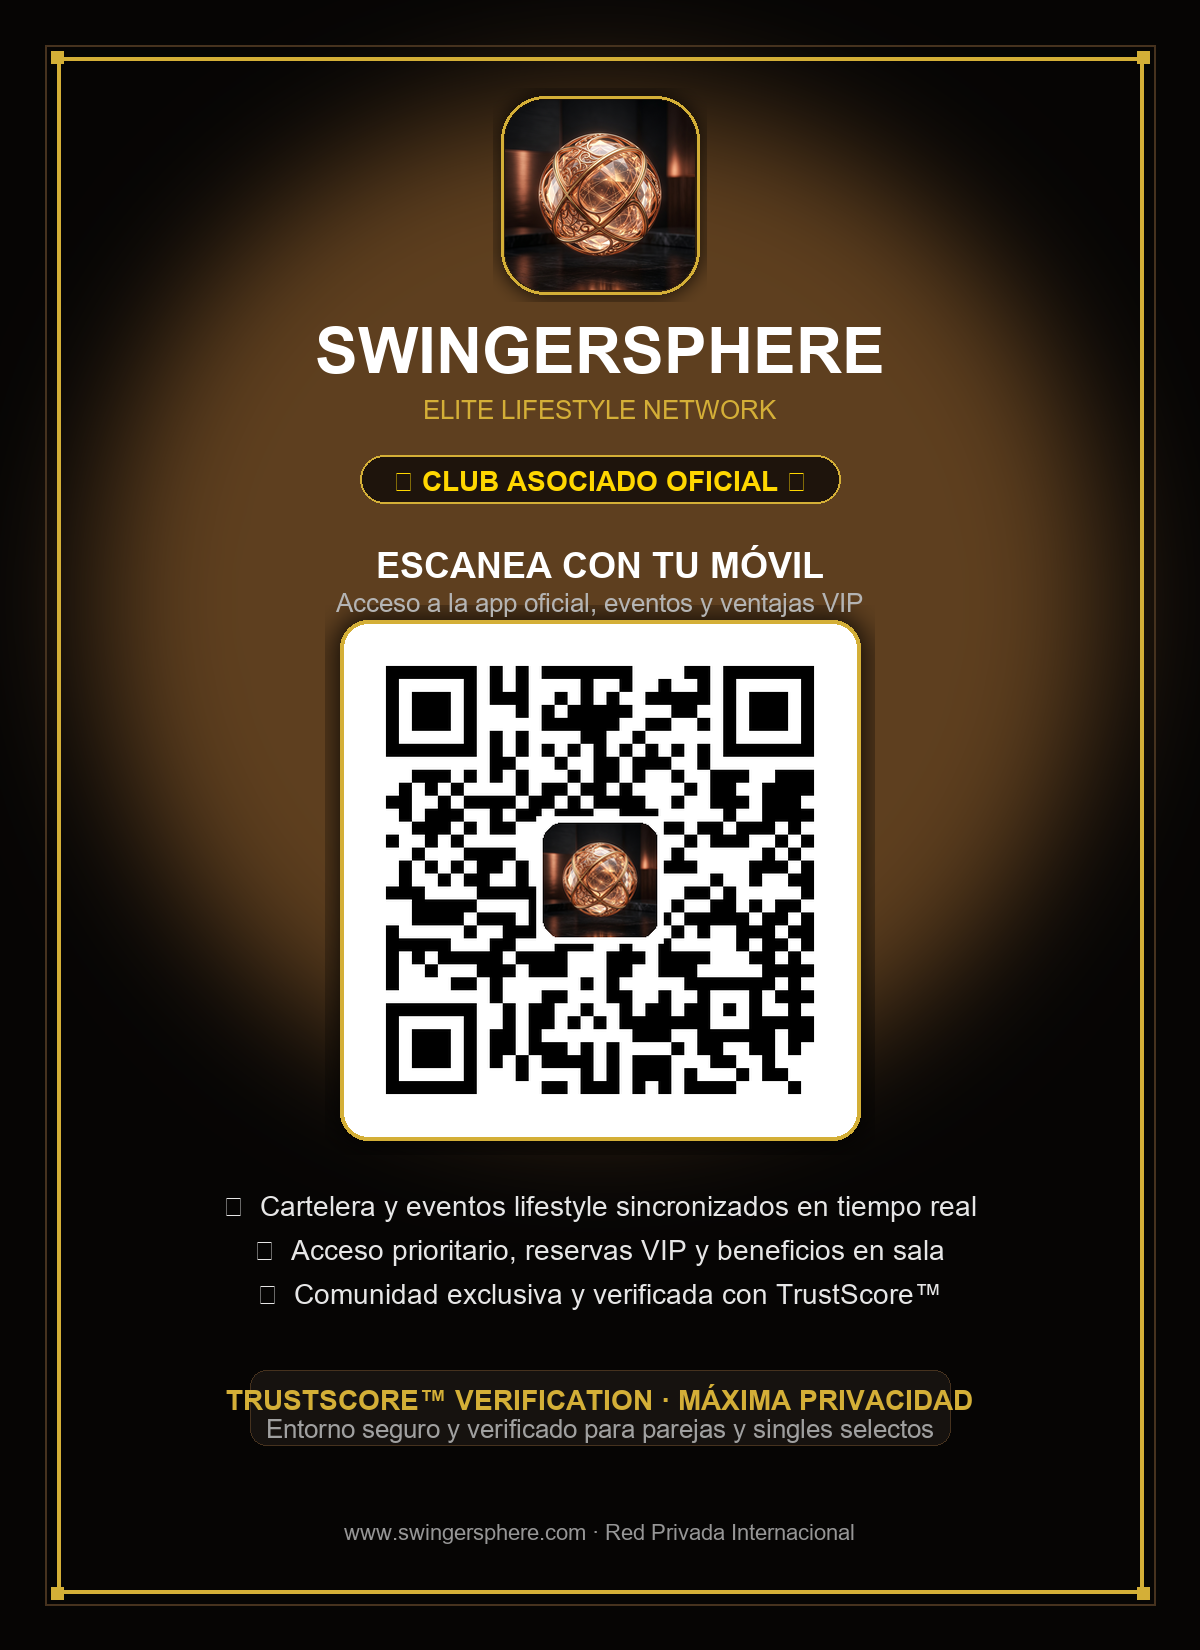 SWINGERSPHERE
ELITE LIFESTYLE NETWORK
▯ CLUB ASOCIADO OFICIAL ▯
ESCANEA CON TU MÓVIL
Acceso a la app oficial, eventos y ventajas VIP
▯ Cartelera y eventos lifestyle sincronizados en tiempo real
▯ Acceso prioritario, reservas VIP y beneficios en sala
▯ Comunidad exclusiva y verificada con TrustScore™
TRUSTSCORE™ VERIFICATION · MÁXIMA PRIVACIDAD
Entorno seguro y verificado para parejas y singles selectos
www.swingersphere.com · Red Privada Internacional